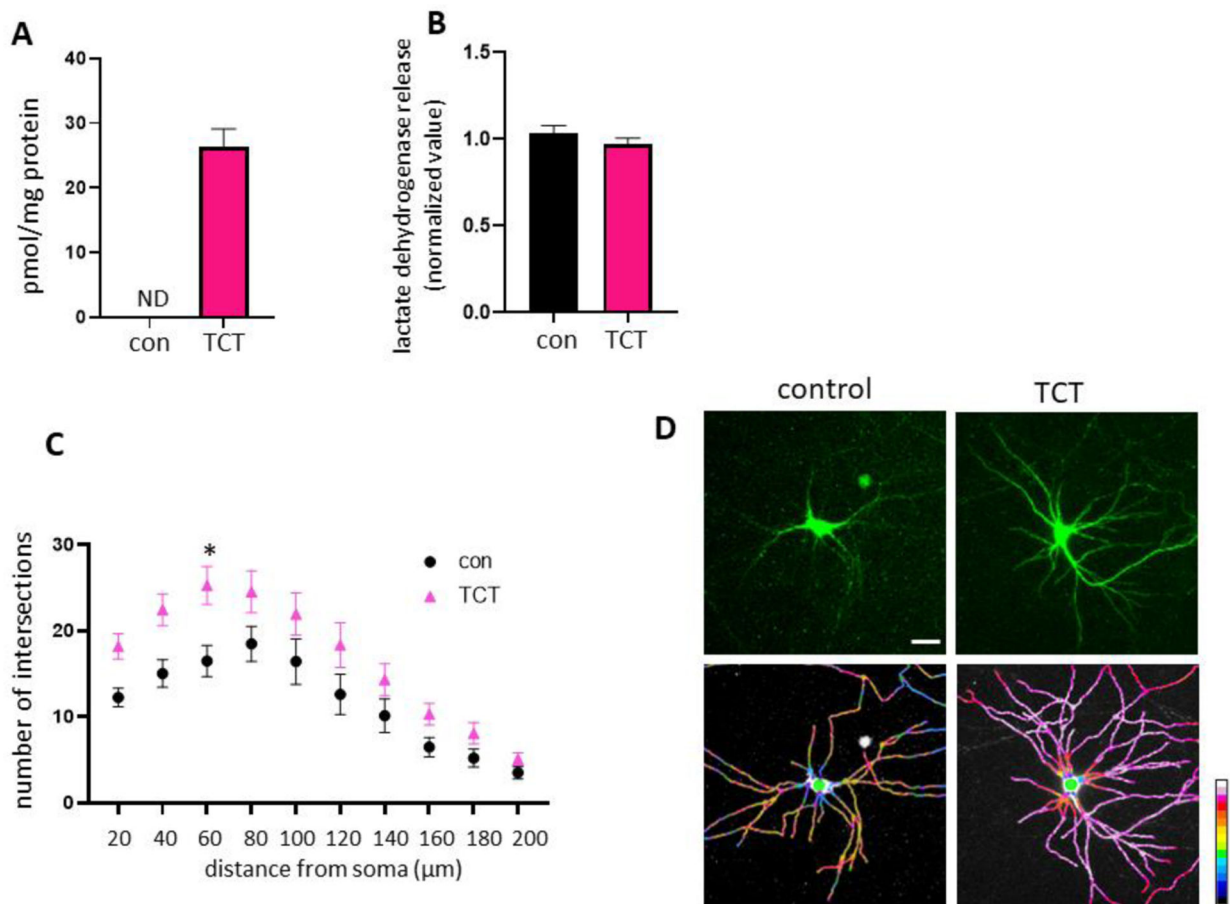 A
pmol/mg protein
40
30
20
10
0
ND
con
TCT
B
lactate dehydrogenase release
(normalized value)
1.5
1.0
0.5
0.0
con
TCT
C
number of intersections
30
20
10
0
*
con
TCT
20 40 60 80 100 120 140 160 180 200
distance from soma (µm)
D
control
TCT